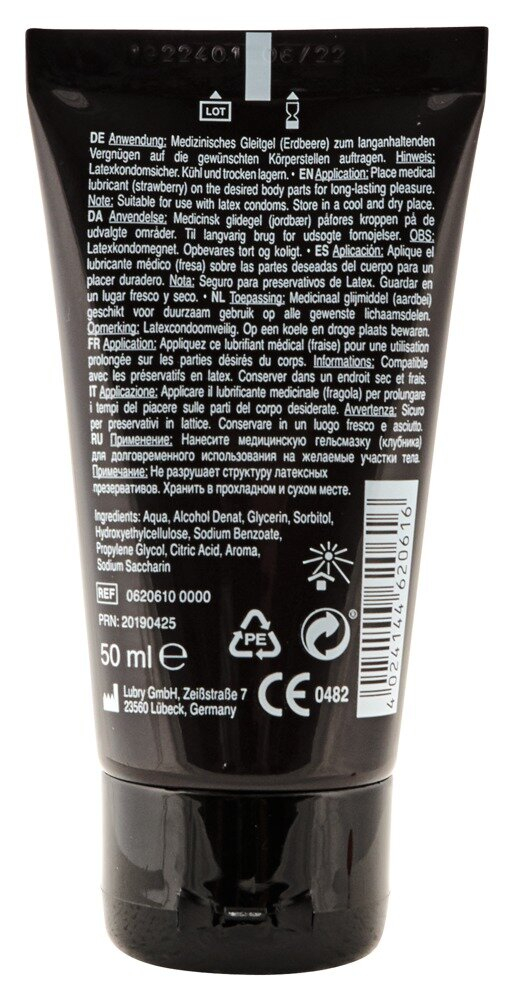 06/22
LOT
DE Anwendung: Medizinisches Gleitgel (Erdbeere) zum langanhaltenden
Vergnügen auf die gewünschten Körperstellen auftragen. Hinweis:
Latexkondomsicher. Kühl und trocken lagern. • EN Application: Place medical
lubricant (strawberry) on the desired body parts for long-lasting pleasure.
Note: Suitable for use with latex condoms. Store in a cool and dry place.
DA Anvendelse: Medicinsk glidegel (jordbær) påføres kroppen på de
udvalgte områder. Til langvarig brug for udsogte fornøjelser. OBS:
Latexkondomegnet. Opbevares tort og koligt. • ES Aplicación: Aplique el
lubricante médico (fresa) sobre las partes deseadas del cuerpo para un
placer duradero. Nota: Seguro para preservativos de Latex. Guardar en
un lugar fresco y seco. • NL Toepassing: Medicinaal glijmiddel (aardbei)
geschikt voor duurzaam gebruik op alle gewenste lichaamsdelen.
Opmerking: Latexcondoomveilig. Op een koele en droge plaats bewaren.
FR Application: Appliquez ce lubrifiant médical (fraise) pour une utilisation
prolongée sur les parties désirés du corps. Informations: Compatible
avec les préservatifs en latex. Conserver dans un endroit sec et frais.
IT Applicazione: Applicare il lubrificante medicinale (fragola) per prolungare
i tempi del piacere sulle parti del corpo desiderate. Avvertenza: Sicuro
per preservativi in lattice. Conservare in un luogo fresco e asciutto.
RU Применение: Нанесите медицинскую гельсмазку (клубника)
для долговременного использования на желаемые участки тела.
Примечание: Не разрушает структуру латексных
презервативов. Хранить в прохладном и сухом месте.
Ingredients: Aqua, Alcohol Denat, Glycerin, Sorbitol,
Hydroxyethylcellulose, Sodium Benzoate,
Propylene Glycol, Citric Acid, Aroma,
Sodium Saccharin
REF 0620610 0000
PRN: 20190425
PE
®
50 ml ℮
Lubry GmbH, Zeißstraße 7
23560 Lübeck, Germany
CE 0482
4 024144 620616